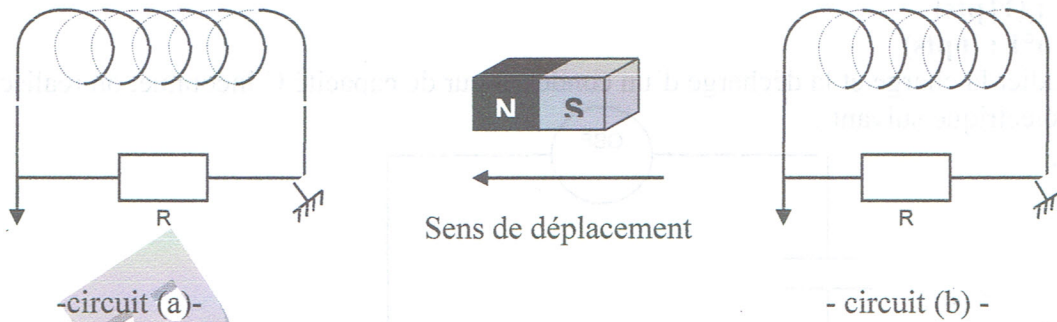 N S
R
R
Sens de déplacement
-circuit (a)-
- circuit (b) -